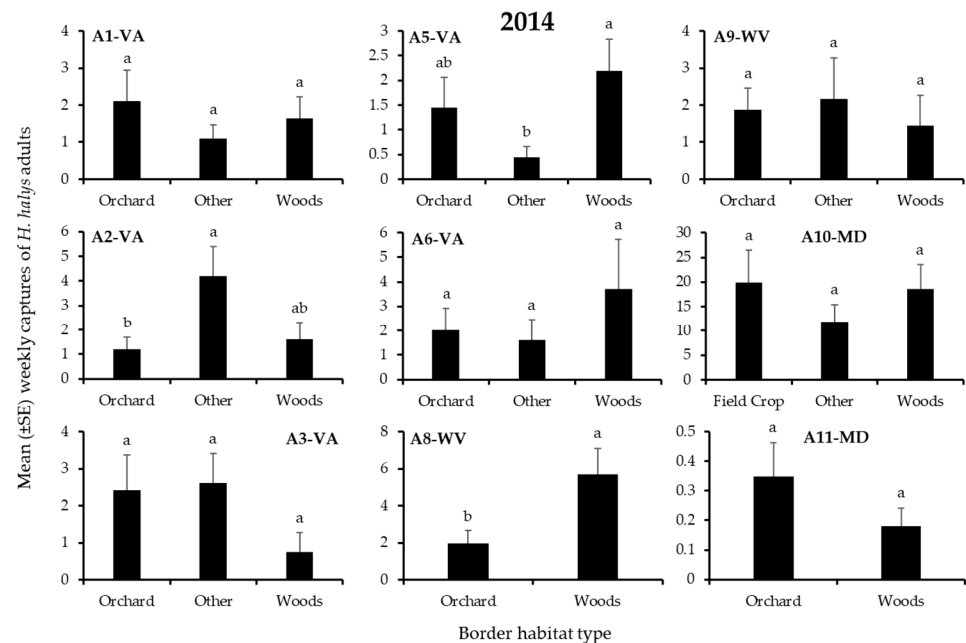 2014
Mean (±SE) weekly captures of H. halys adults
A1-VA
4
3
2
1
0
a
a
a
Orchard Other Woods
A5-VA
3
2.5
2
1.5
1
0.5
0
ab
b
a
Orchard Other Woods
A9-WV
4
3
2
1
0
a
a
a
Orchard Other Woods
A2-VA
6
5
4
3
2
1
0
b
a
ab
Orchard Other Woods
A6-VA
6
5
4
3
2
1
0
a
a
a
Orchard Other Woods
A10-MD
30
25
20
15
10
5
0
a
a
a
Field Crop Other Woods
A3-VA
4
3
2
1
0
a
a
a
Orchard Other Woods
A8-WV
8
6
4
2
0
b
a
Orchard Woods
A11-MD
0.5
0.4
0.3
0.2
0.1
0
a
a
Orchard Woods
Border habitat type